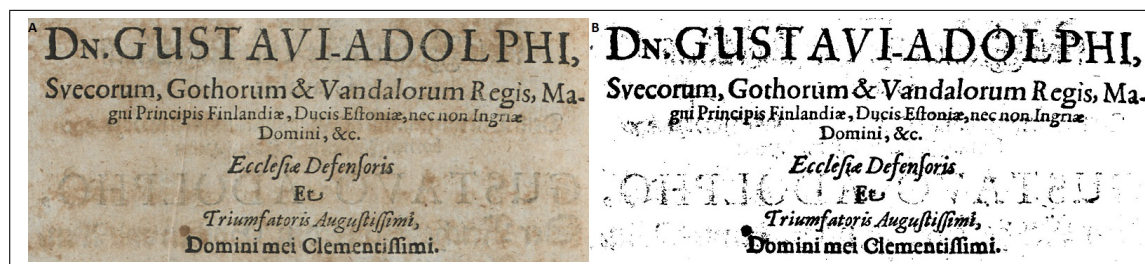 A
DN. GUSTAVI-ADOLPHI,
Svecorum, Gothorum & Vandalorum Regis, Ma-
gni Principis Finlandiæ, Ducis Eſtoniæ, nec non Ingriæ
Domini, &c.
Eccleſiæ Defenſoris
Et
Triumfatoris Auguſtiſſimi,
Domini mei Clementiſſimi.
B
DN. GUSTAVI-ADOLPHI,
Svecorum, Gothorum & Vandalorum Regis, Ma-
gni Principis Finlandiæ, Ducis Eſtoniæ, nec non Ingriæ
Domini, &c.
Eccleſiæ Defenſoris
Et
Triumfatoris Auguſtiſſimi,
Domini mei Clementiſſimi.